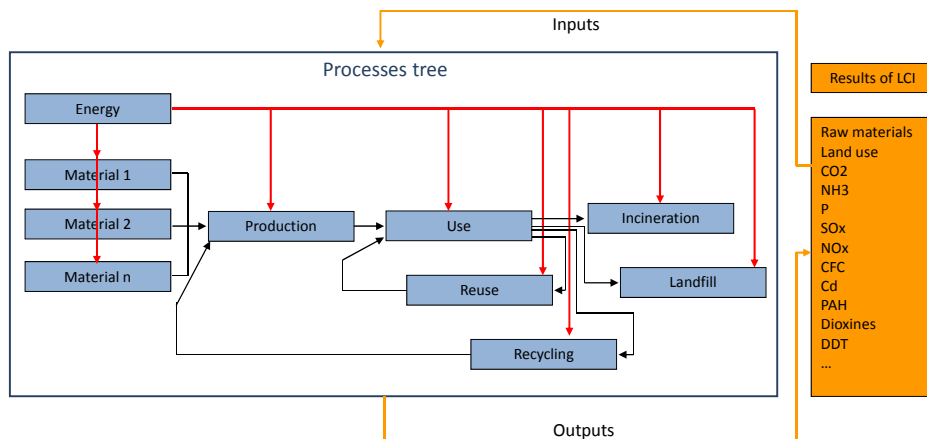 Inputs
Processes tree
Results of LCI
Energy
Raw materials
Land use
CO2
NH3
P
SOx
NOx
CFC
Cd
PAH
Dioxines
DDT
...
Material 1
Material 2
Material n
Production
Use
Incineration
Reuse
Landfill
Recycling
Outputs